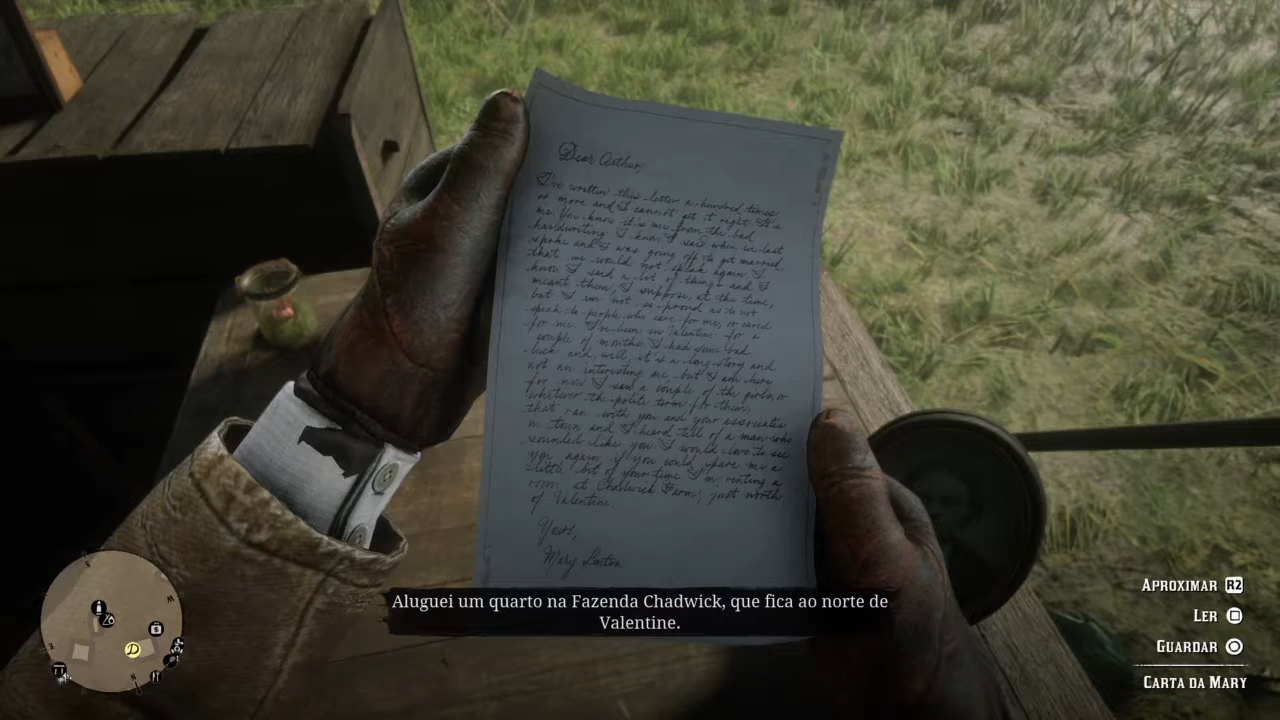 Dear Arthur,
I've written this letter a hundred times
or more and I cannot get it right. It's
me. You know it's me from the bad
handwriting. I know I said when we last
spoke and I was going off to get married
that we would not speak again. I
know I said a lot of things and I
meant them, I suppose, at the time,
but I am not so proud as to not
speak to people who care for me, or cared
for me. I've been in Valentine for a
couple of months. I had some bad
luck and, well, it's a long story and
not an interesting one, but I am here
for now. I saw a couple of the girls, or
whatever the polite term for them,
that ran with you and your associates
in town and I heard tell of a man who
sounded like you. I would love to see
you again, if you could spare me a
little bit of your time. I'm renting a
room, at Chadwick Farm, just north
of Valentine.
Yours,
Mary Linton
Aluguei um quarto na Fazenda Chadwick, que fica ao norte de
Valentine.
APROXIMAR R2
LER
GUARDAR
CARTA DA MARY